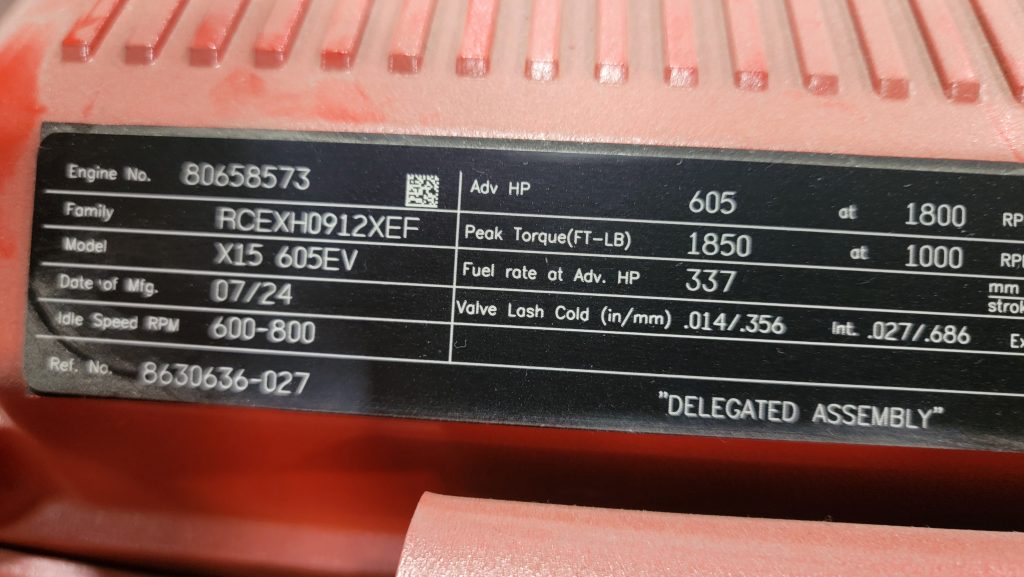 Engine No. 80658573
Family RCEXH0912XEF
Model X15 605EV
Date of Mfg. 07/24
Idle Speed RPM 600-800
Ref. No. 8630636-027
Adv HP 605 at 1800
Peak Torque(FT-LB) 1850 at 1000
Fuel rate at Adv. HP 337 mm
Valve Lash Cold (in/mm) .014/.356 Int. .027/.686
"DELEGATED ASSEMBLY"